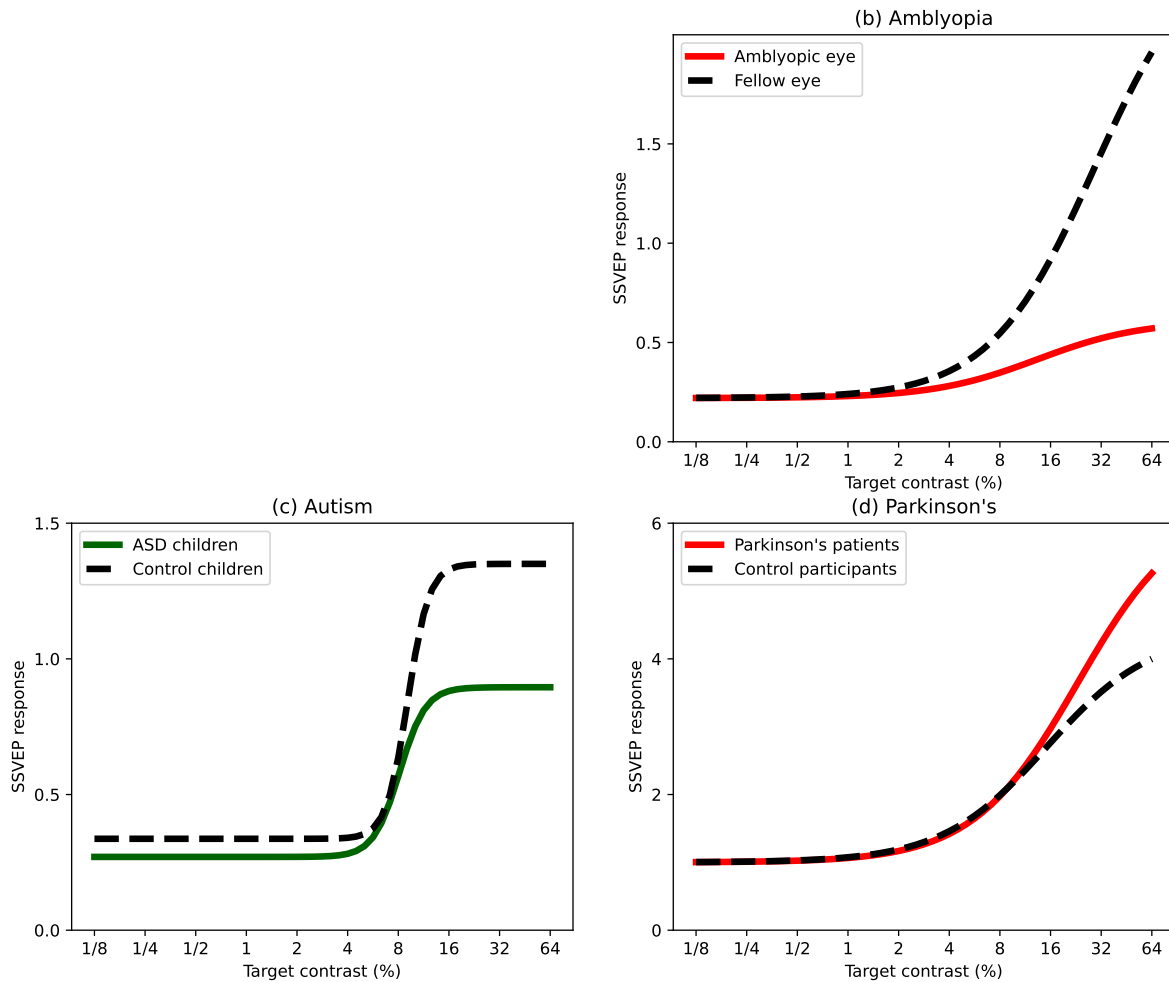 (b) Amblyopia
Amblyopic eye
Fellow eye
SSVEP response
1.5
1.0
0.5
0.0
1/8 1/4 1/2 1 2 4 8 16 32 64
Target contrast (%)
(c) Autism
ASD children
Control children
SSVEP response
1.5
1.0
0.5
0.0
1/8 1/4 1/2 1 2 4 8 16 32 64
Target contrast (%)
(d) Parkinson's
Parkinson's patients
Control participants
SSVEP response
6
4
2
0
1/8 1/4 1/2 1 2 4 8 16 32 64
Target contrast (%)